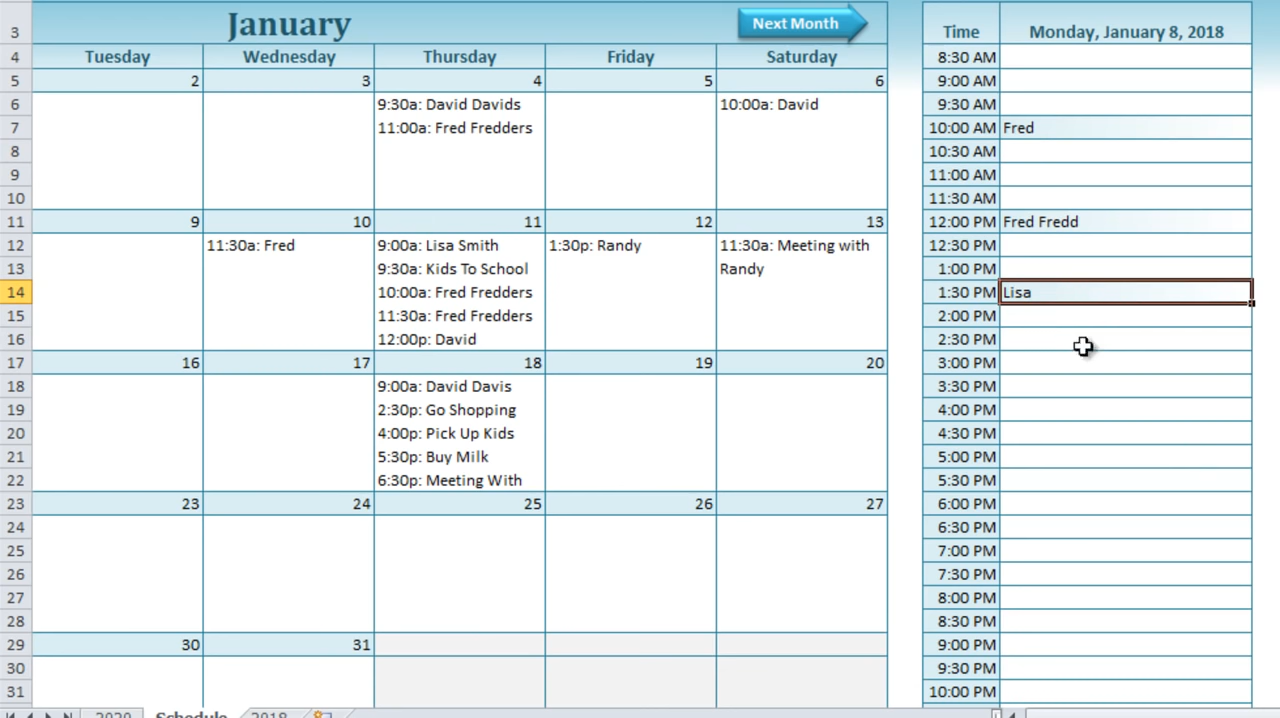 January Next Month
3 Time Monday, January 8, 2018
4 Tuesday Wednesday Thursday Friday Saturday 8:30 AM
5 2 3 4 5 6 9:00 AM
6 9:30a: David Davids 10:00a: David 9:30 AM
7 11:00a: Fred Fredders 10:00 AM Fred
8 10:30 AM
9 11:00 AM
10 11:30 AM
11 9 10 11 12 13 12:00 PM Fred Fredd
12 11:30a: Fred 9:00a: Lisa Smith 1:30p: Randy 11:30a: Meeting with 12:30 PM
13 9:30a: Kids To School Randy 1:00 PM
14 10:00a: Fred Fredders 1:30 PM Lisa
15 11:30a: Fred Fredders 2:00 PM
16 12:00p: David 2:30 PM
17 16 17 18 19 20 3:00 PM
18 9:00a: David Davis 3:30 PM
19 2:30p: Go Shopping 4:00 PM
20 4:00p: Pick Up Kids 4:30 PM
21 5:30p: Buy Milk 5:00 PM
22 6:30p: Meeting With 5:30 PM
23 23 24 25 26 27 6:00 PM
24 6:30 PM
25 7:00 PM
26 7:30 PM
27 8:00 PM
28 8:30 PM
29 30 31 9:00 PM
30 9:30 PM
31 10:00 PM
2020 Schedule 2018